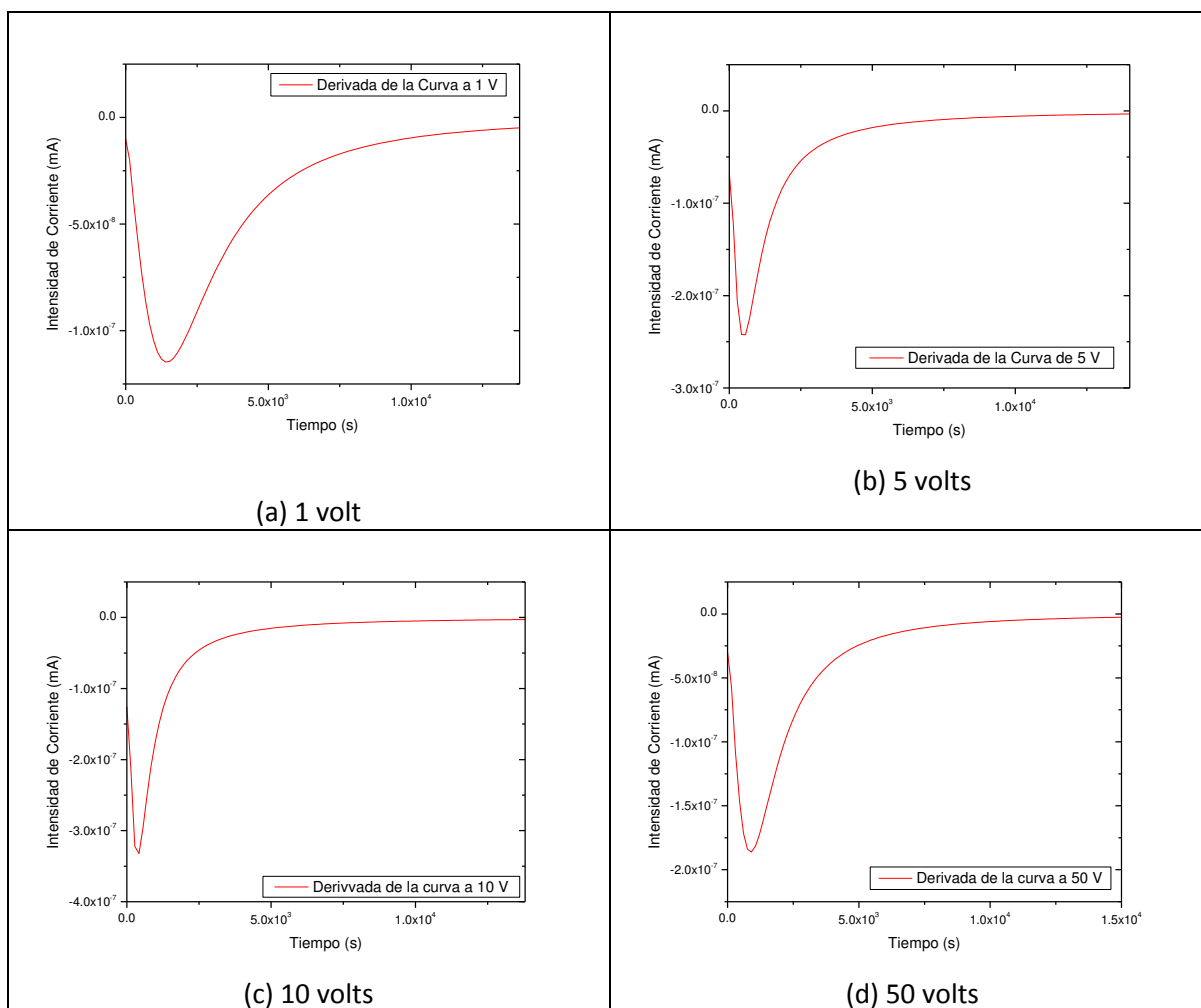 Derivada de la Curva a 1 V
0.0
-5.0x10⁻⁸
-1.0x10⁻⁷
Intensidad de Corriente (mA)
0.0
5.0x10³
1.0x10⁴
Tiempo (s)
(a) 1 volt
0.0
-1.0x10⁻⁷
-2.0x10⁻⁷
-3.0x10⁻⁷
Intensidad de Corriente (mA)
Derivada de la Curva de 5 V
0.0
5.0x10³
1.0x10⁴
Tiempo (s)
(b) 5 volts
0.0
-1.0x10⁻⁷
-2.0x10⁻⁷
-3.0x10⁻⁷
-4.0x10⁻⁷
Intensidad de Corriente (mA)
Derivvada de la curva a 10 V
0.0
5.0x10³
1.0x10⁴
Tiempo (s)
(c) 10 volts
0.0
-5.0x10⁻⁸
-1.0x10⁻⁷
-1.5x10⁻⁷
-2.0x10⁻⁷
Intensidad de Corriente (mA)
Derivada de la curva a 50 V
0.0
5.0x10³
1.0x10⁴
1.5x10⁴
Tiempo (s)
(d) 50 volts